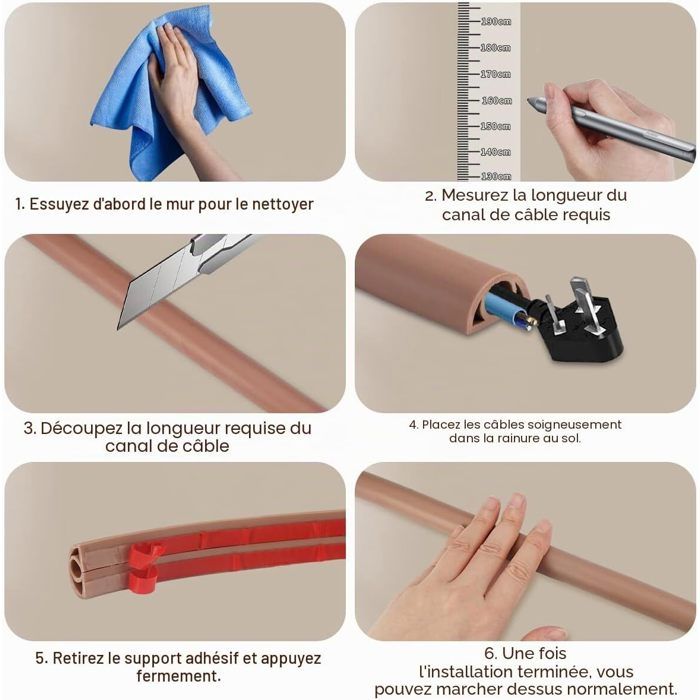 190cm
180cm
170cm
160cm
150cm
140cm
130cm
1. Essuyez d'abord le mur pour le nettoyer
2. Mesurez la longueur du
canal de câble requis
3. Découpez la longueur requise du
canal de câble
4. Placez les câbles soigneusement
dans la rainure au sol.
5. Retirez le support adhésif et appuyez
fermement.
6. Une fois
l'installation terminée, vous
pouvez marcher dessus normalement.